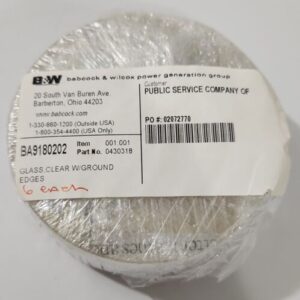 B&W babcock & wilcox power generation group
20 South Van Buren Ave
Barberton, Ohio 44203
www.babcock.com
1-330-860-1200 (Outside USA)
1-800-354-4400 (USA Only)
Customer
PUBLIC SERVICE COMPANY OF
PO #: 02072770
BA9180202
Item 001.001
Part No. 0430318
GLASS,CLEAR W/GROUND
EDGES
6 each